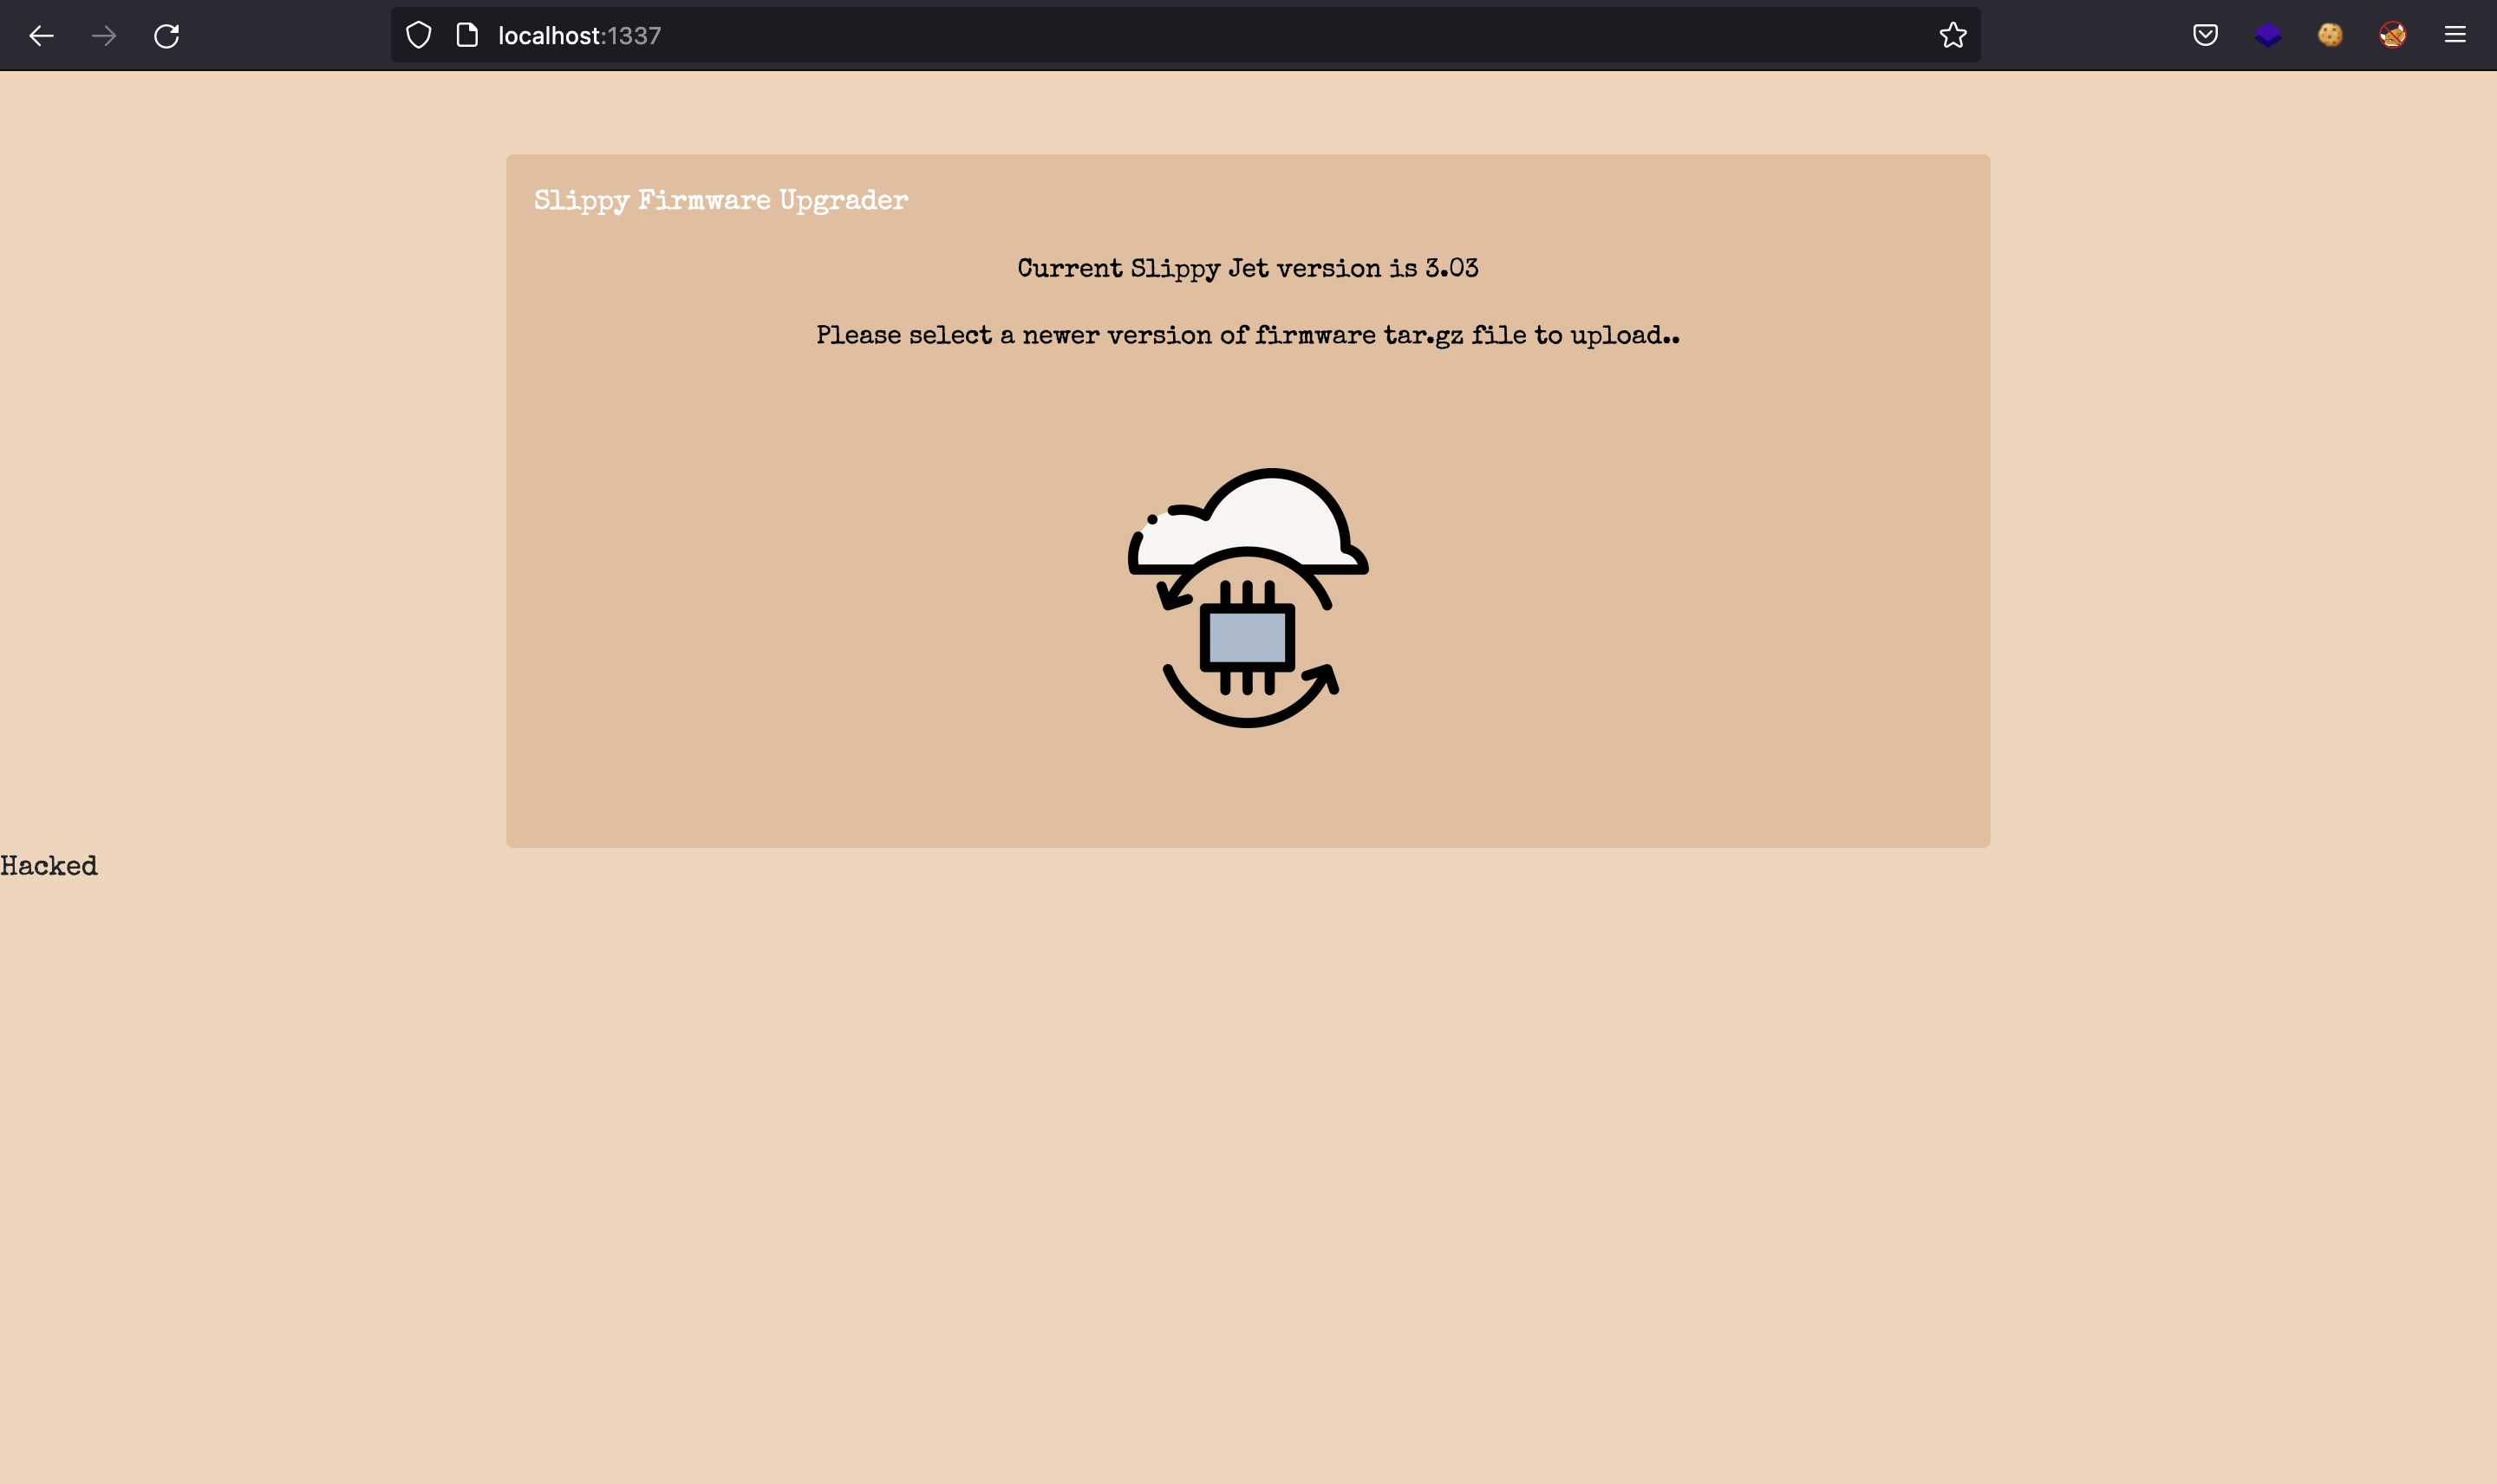 localhost:1337
Slippy Firmware Upgrader
Current Slippy Jet version is 3.03
Please select a newer version of firmware tar.gz file to upload..
Hacked